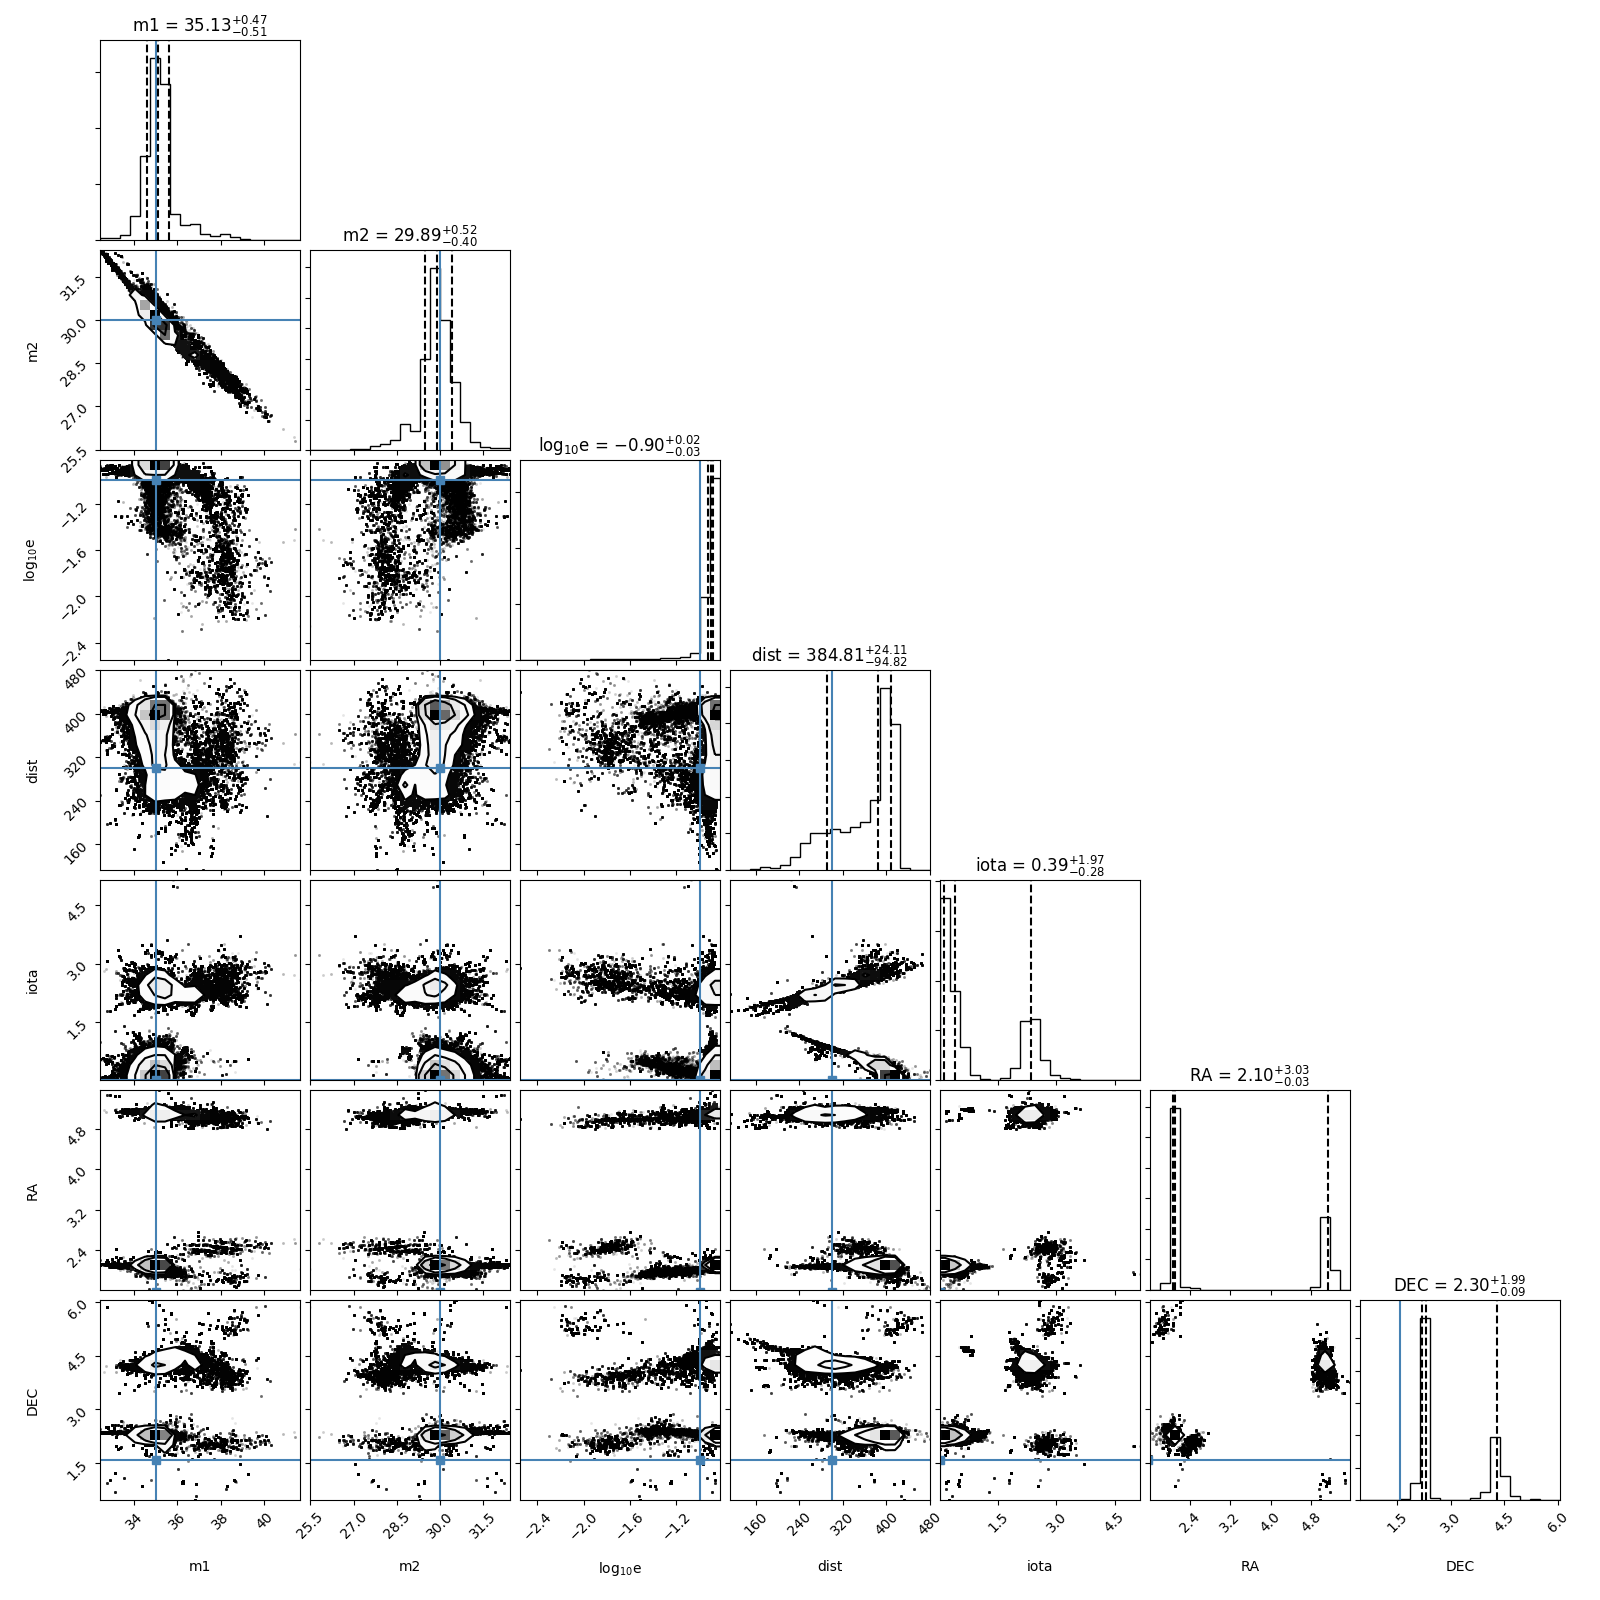 m1 = 35.13^{+0.47}_{-0.51}
m2 = 29.89^{+0.52}_{-0.40}
m2
31.5
30.0
28.5
27.0
25.5
log₁₀e = −0.90^{+0.02}_{-0.03}
log₁₀e
−1.2
−1.6
−2.0
−2.4
dist = 384.81^{+24.11}_{-94.82}
dist
480
400
320
240
160
iota = 0.39^{+1.97}_{-0.28}
iota
4.5
3.0
1.5
RA = 2.10^{+3.03}_{-0.03}
RA
4.8
4.0
3.2
2.4
DEC = 2.30^{+1.99}_{-0.09}
DEC
6.0
4.5
3.0
1.5
34 36 38 40
25.5 27.0 28.5 30.0 31.5
−2.4 −2.0 −1.6 −1.2
160 240 320 400 480
1.5 3.0 4.5
2.4 3.2 4.0 4.8
1.5 3.0 4.5 6.0
m1 m2 log₁₀e dist iota RA DEC